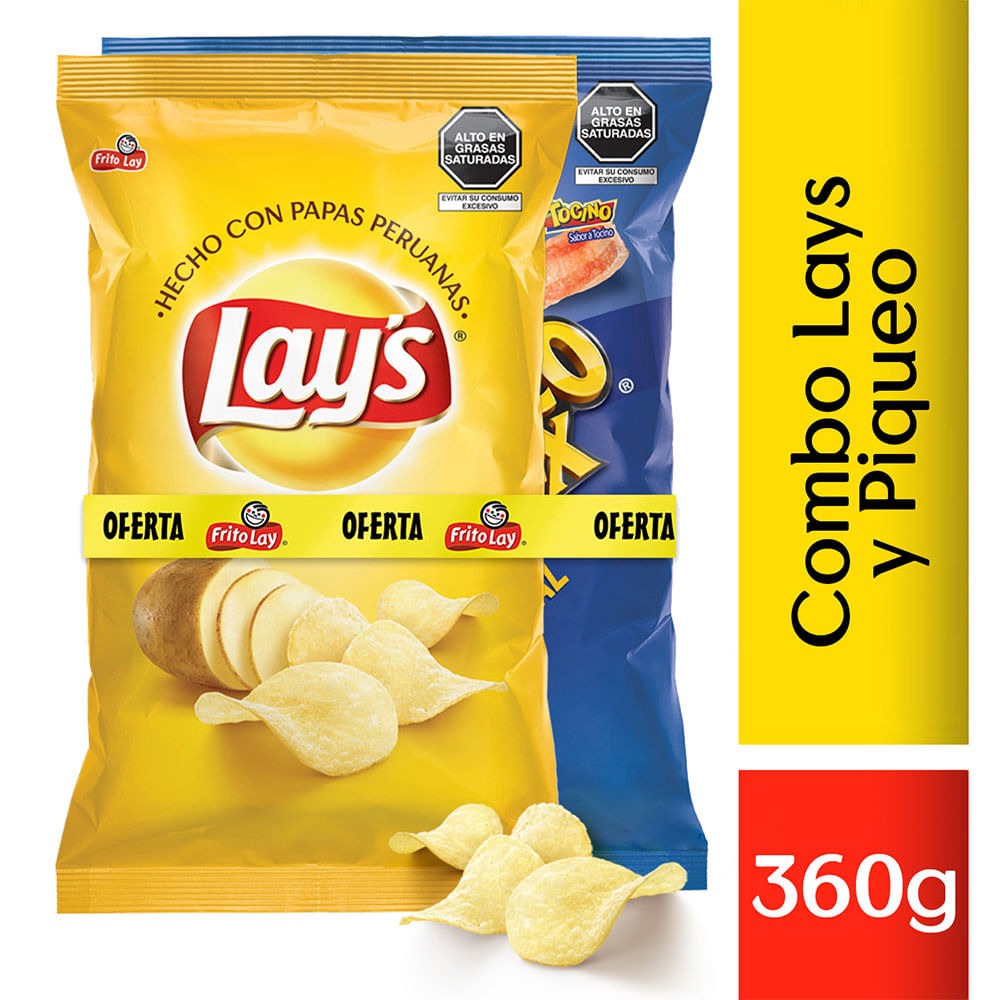 Frito Lay
ALTO EN
GRASAS
SATURADAS
EVITAR SU CONSUMO
EXCESIVO
ALTO EN
GRASAS
SATURADAS
EVITAR SU CONSUMO
EXCESIVO
TOCINO
Sabor a Tocino
•HECHO CON PAPAS PERUANAS•
Lay's®
®
OFERTA Frito Lay® OFERTA Frito Lay® OFERTA
Combo Lays
y Piqueo
360g